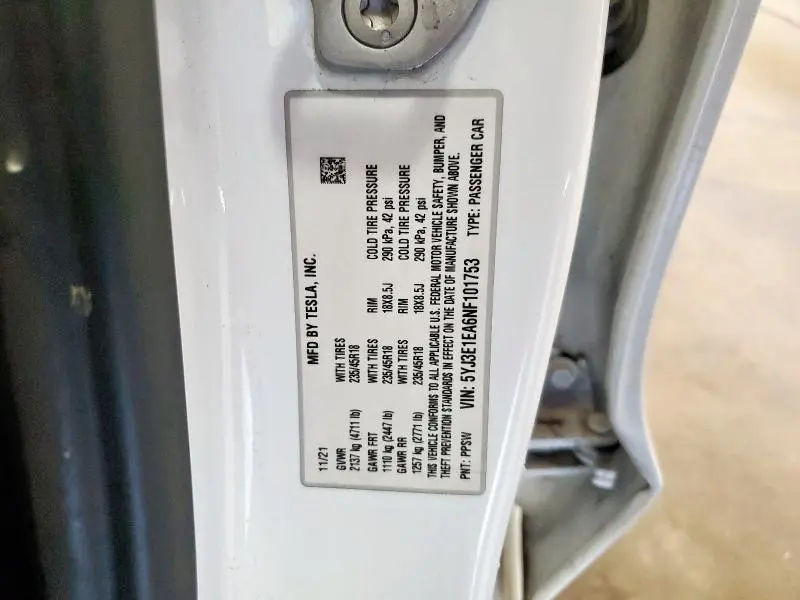 MFD BY TESLA, INC.
11/21
GVWR WITH TIRES RIM COLD TIRE PRESSURE
2137 kg (4711 lb) 235/45R18 18X8.5J 290 kPa, 42 psi
GAWR FRT WITH TIRES RIM COLD TIRE PRESSURE
1110 kg (2447 lb) 235/45R18 18X8.5J 290 kPa, 42 psi
GAWR RR
1257 kg (2771 lb) 235/45R18
THIS VEHICLE CONFORMS TO ALL APPLICABLE U.S. FEDERAL MOTOR VEHICLE SAFETY, BUMPER, AND
THEFT PREVENTION STANDARDS IN EFFECT ON THE DATE OF MANUFACTURE SHOWN ABOVE.
PNT: PPSW VIN: 5YJ3E1EA6NF101753 TYPE: PASSENGER CAR